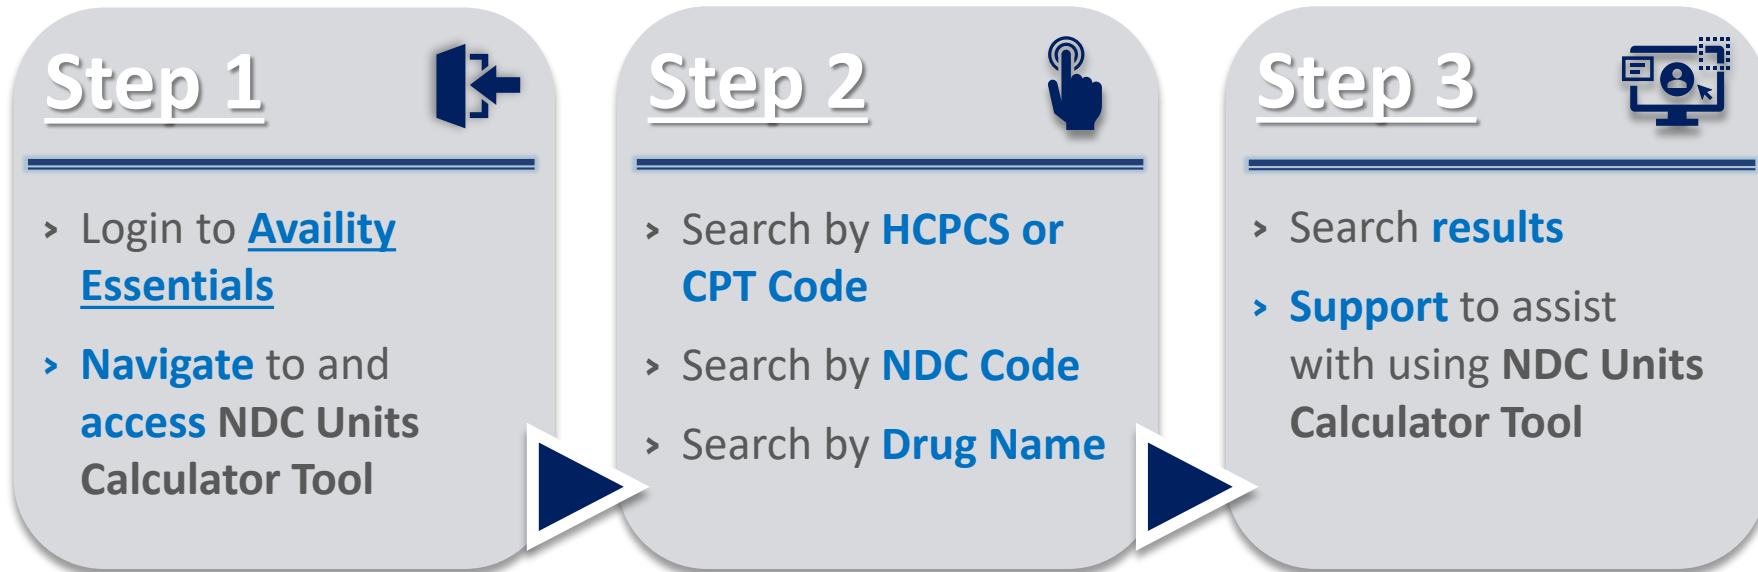 Step 1
> Login to Availity
Essentials
> Navigate to and
access NDC Units
Calculator Tool
Step 2
> Search by HCPCS or
CPT Code
> Search by NDC Code
> Search by Drug Name
Step 3
> Search results
> Support to assist
with using NDC Units
Calculator Tool